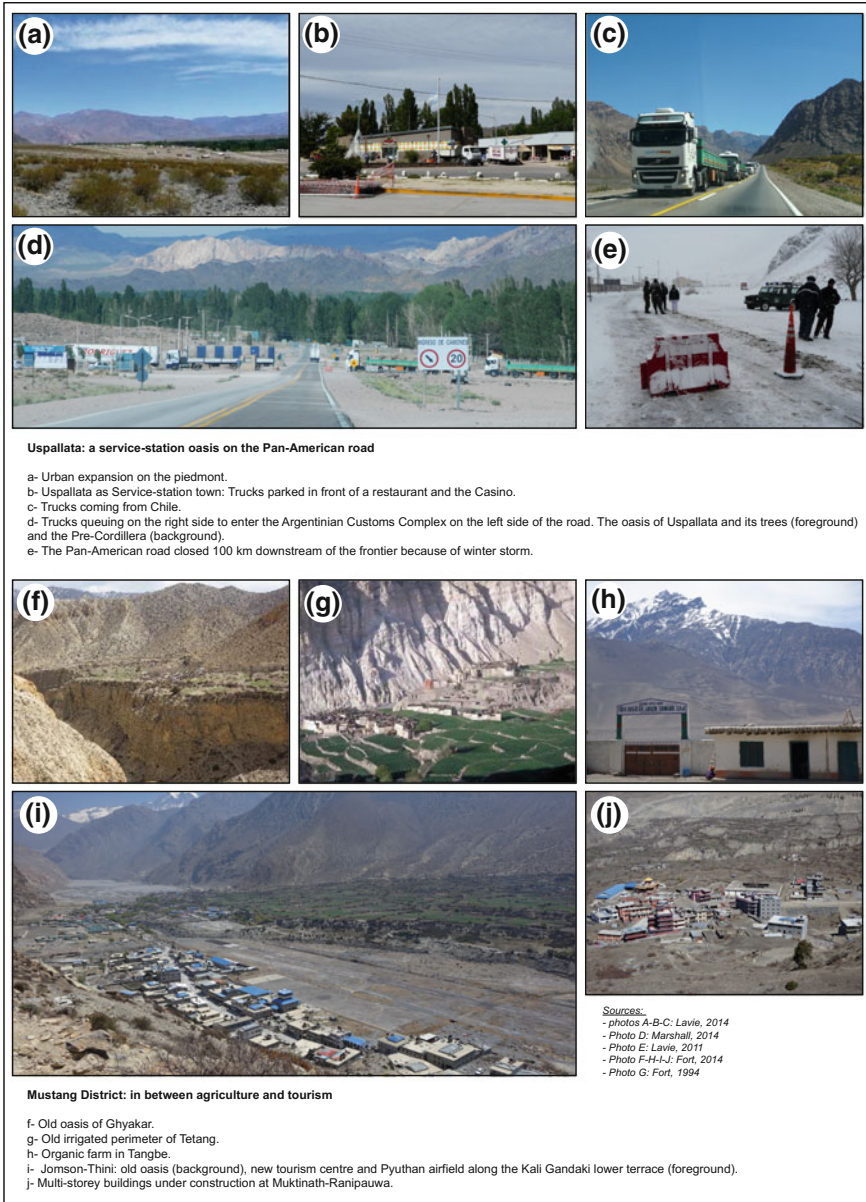 (a)
(b)
(c)
(d)
INGRESO DE CAMIONES
20
(e)
Uspallata: a service-station oasis on the Pan-American road
a- Urban expansion on the piedmont.
b- Uspallata as Service-station town: Trucks parked in front of a restaurant and the Casino.
c- Trucks coming from Chile.
d- Trucks queuing on the right side to enter the Argentinian Customs Complex on the left side of the road. The oasis of Uspallata and its trees (foreground)
and the Pre-Cordillera (background).
e- The Pan-American road closed 100 km downstream of the frontier because of winter storm.
(f)
(g)
(h)
(i)
(j)
Sources:
- photos A-B-C: Lavie, 2014
- Photo D: Marshall, 2014
- Photo E: Lavie, 2011
- Photo F-H-I-J: Fort, 2014
- Photo G: Fort, 1994
Mustang District: in between agriculture and tourism
f- Old oasis of Ghyakar.
g- Old irrigated perimeter of Tetang.
h- Organic farm in Tangbe.
i- Jomson-Thini: old oasis (background), new tourism centre and Pyuthan airfield along the Kali Gandaki lower terrace (foreground).
j- Multi-storey buildings under construction at Muktinath-Ranipauwa.